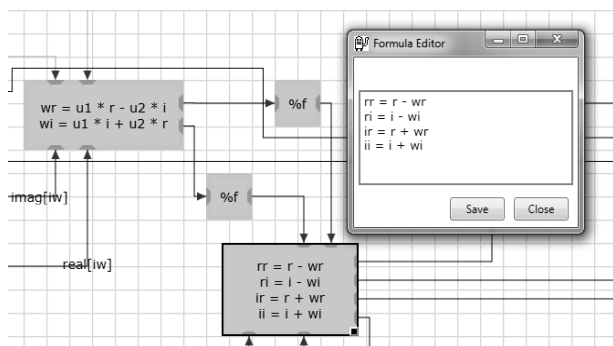 Formula Editor
rr = r - wr
ri = i - wi
ir = r + wr
ii = i + wi
Save
Close
wr = u1 * r - u2 * i
wi = u1 * i + u2 * r
%f
imag[iw]
%f
real[iw]
rr = r - wr
ri = i - wi
ir = r + wr
ii = i + wi